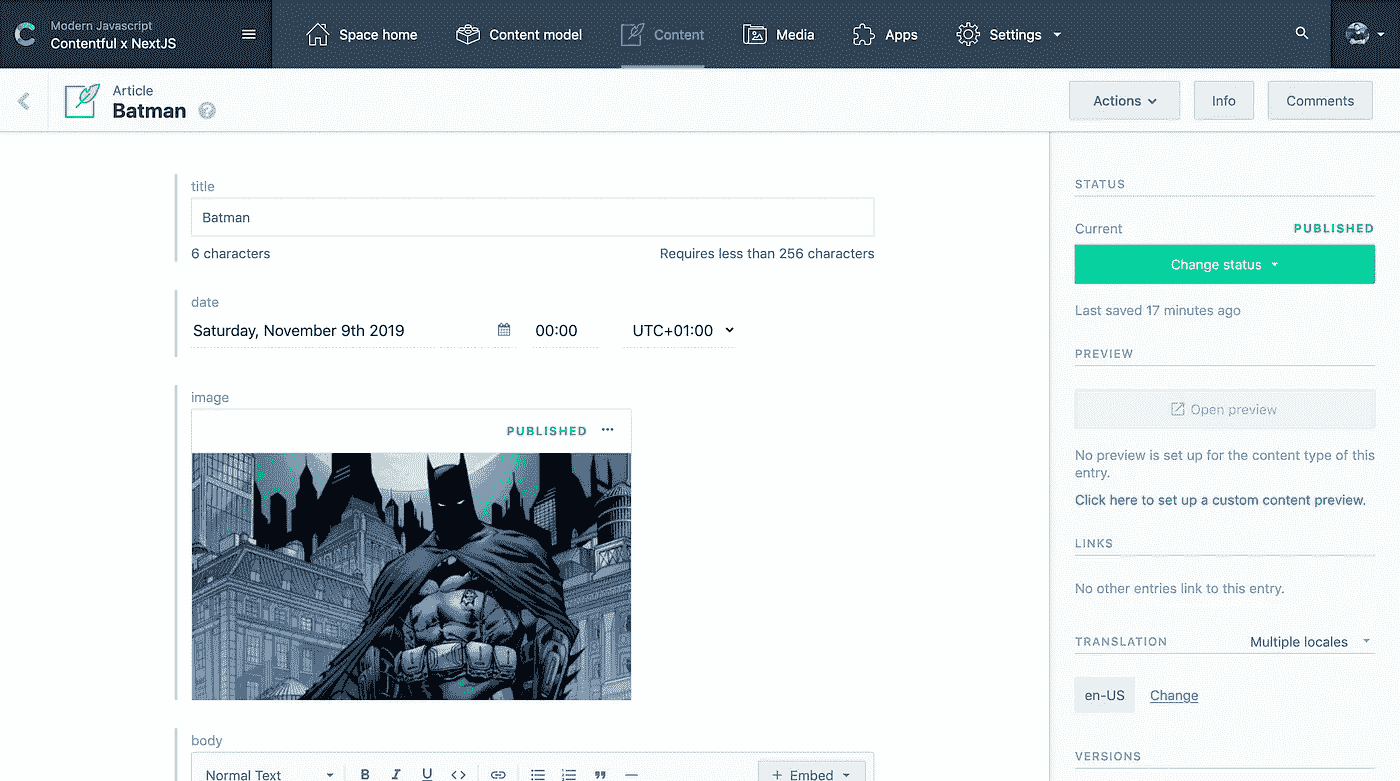 Modern Javascript
Contentful x NextJS
Space home
Content model
Content
Media
Apps
Settings
Article
Batman
?
Actions
Info
Comments
title
Batman
6 characters
Requires less than 256 characters
date
Saturday, November 9th 2019
00:00
UTC+01:00
image
PUBLISHED
body
Normal Text
B
I
U
<>
+ Embed
STATUS
Current
PUBLISHED
Change status
Last saved 17 minutes ago
PREVIEW
Open preview
No preview is set up for the content type of this
entry.
Click here to set up a custom content preview.
LINKS
No other entries link to this entry.
TRANSLATION
Multiple locales
en-US
Change
VERSIONS